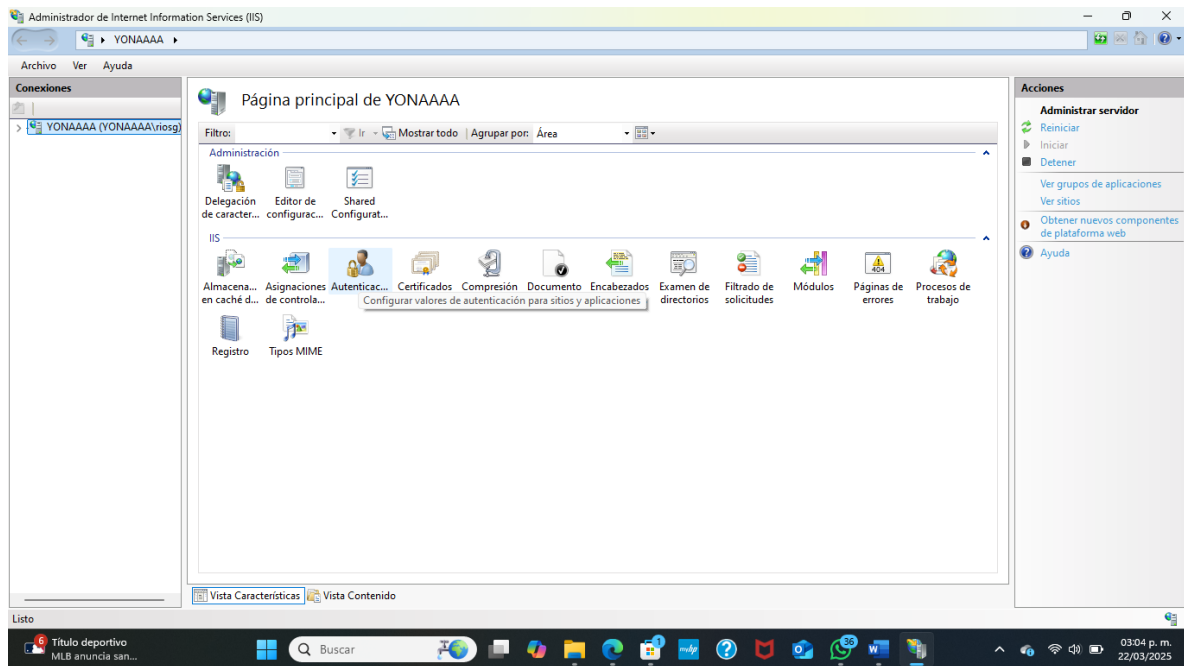 Administrador de Internet Information Services (IIS)
YONAAAA
Archivo Ver Ayuda
Conexiones
YONAAAA (YONAAAA\riosg)
Página principal de YONAAAA
Filtro: Ir Mostrar todo Agrupar por: Área
Administración
Delegación de caracter...
Editor de configurac...
Shared Configurat...
IIS
Almacena... en caché d...
Asignaciones de controla...
Autenticac...
Certificados
Compresión
Documento
Encabezados
Examen de directorios
Filtrado de solicitudes
Módulos
Páginas de errores
Procesos de trabajo
Configurar valores de autenticación para sitios y aplicaciones
Registro
Tipos MIME
Vista Características
Vista Contenido
Acciones
Administrar servidor
Reiniciar
Iniciar
Detener
Ver grupos de aplicaciones
Ver sitios
Obtener nuevos componentes
de plataforma web
Ayuda
Listo
6
Título deportivo
MLB anuncia san...
Buscar
1
myhp
36
03:04 p. m.
22/03/2025